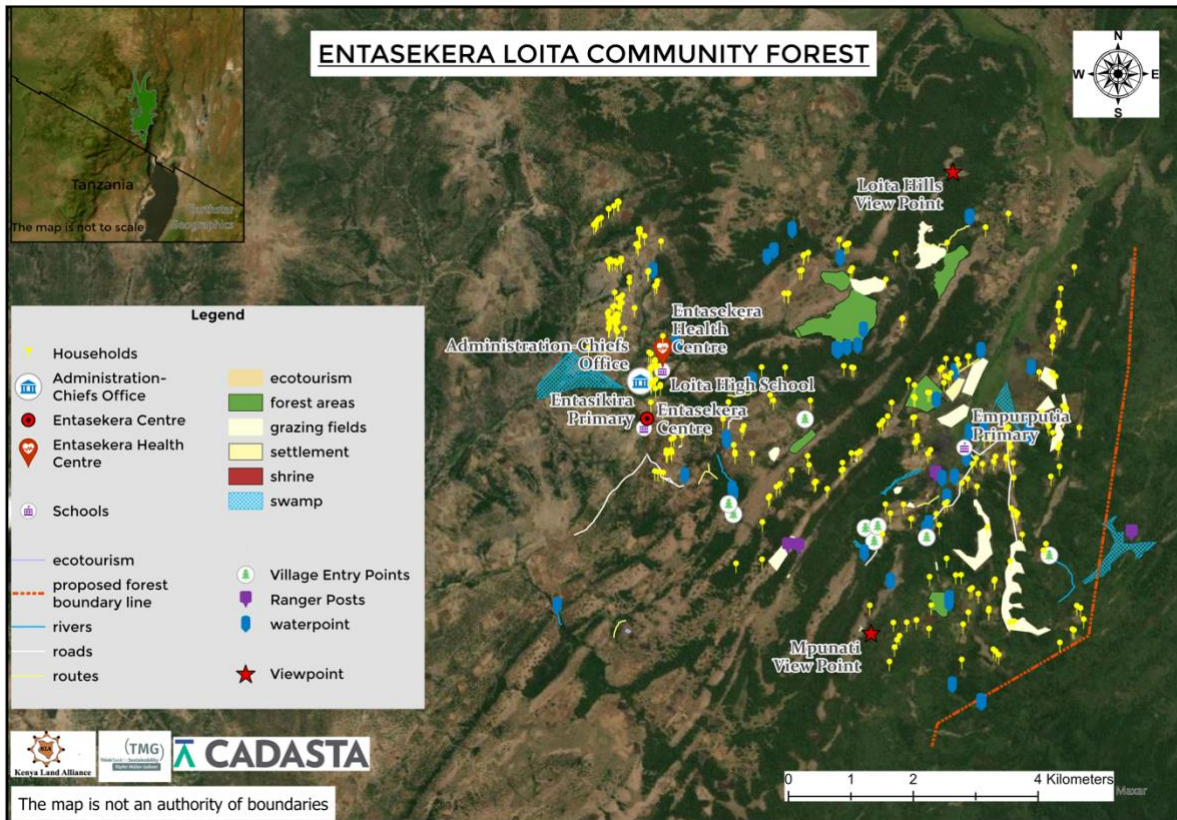 ENTASEKERA LOITA COMMUNITY FOREST
N
W
E
S
Tanzania
Earthstar
Geographics
The map is not to scale
Loita Hills
View Point
Entasekera
Health
Centre
Administration-Chiefs
Office
Loita High School
Entasikira
Primary
Entasekera
Centre
Empurputia
Primary
Mpunati
View Point
Legend
Households
Administration-
Chiefs Office
Entasekera Centre
Entasekera Health
Centre
Schools
ecotourism
proposed forest
boundary line
rivers
roads
routes
ecotourism
forest areas
grazing fields
settlement
shrine
swamp
Village Entry Points
Ranger Posts
waterpoint
Viewpoint
KLA
Kenya Land Alliance
(TMG)
CADASTA
The map is not an authority of boundaries
0 1 2 4 Kilometers
Maxar